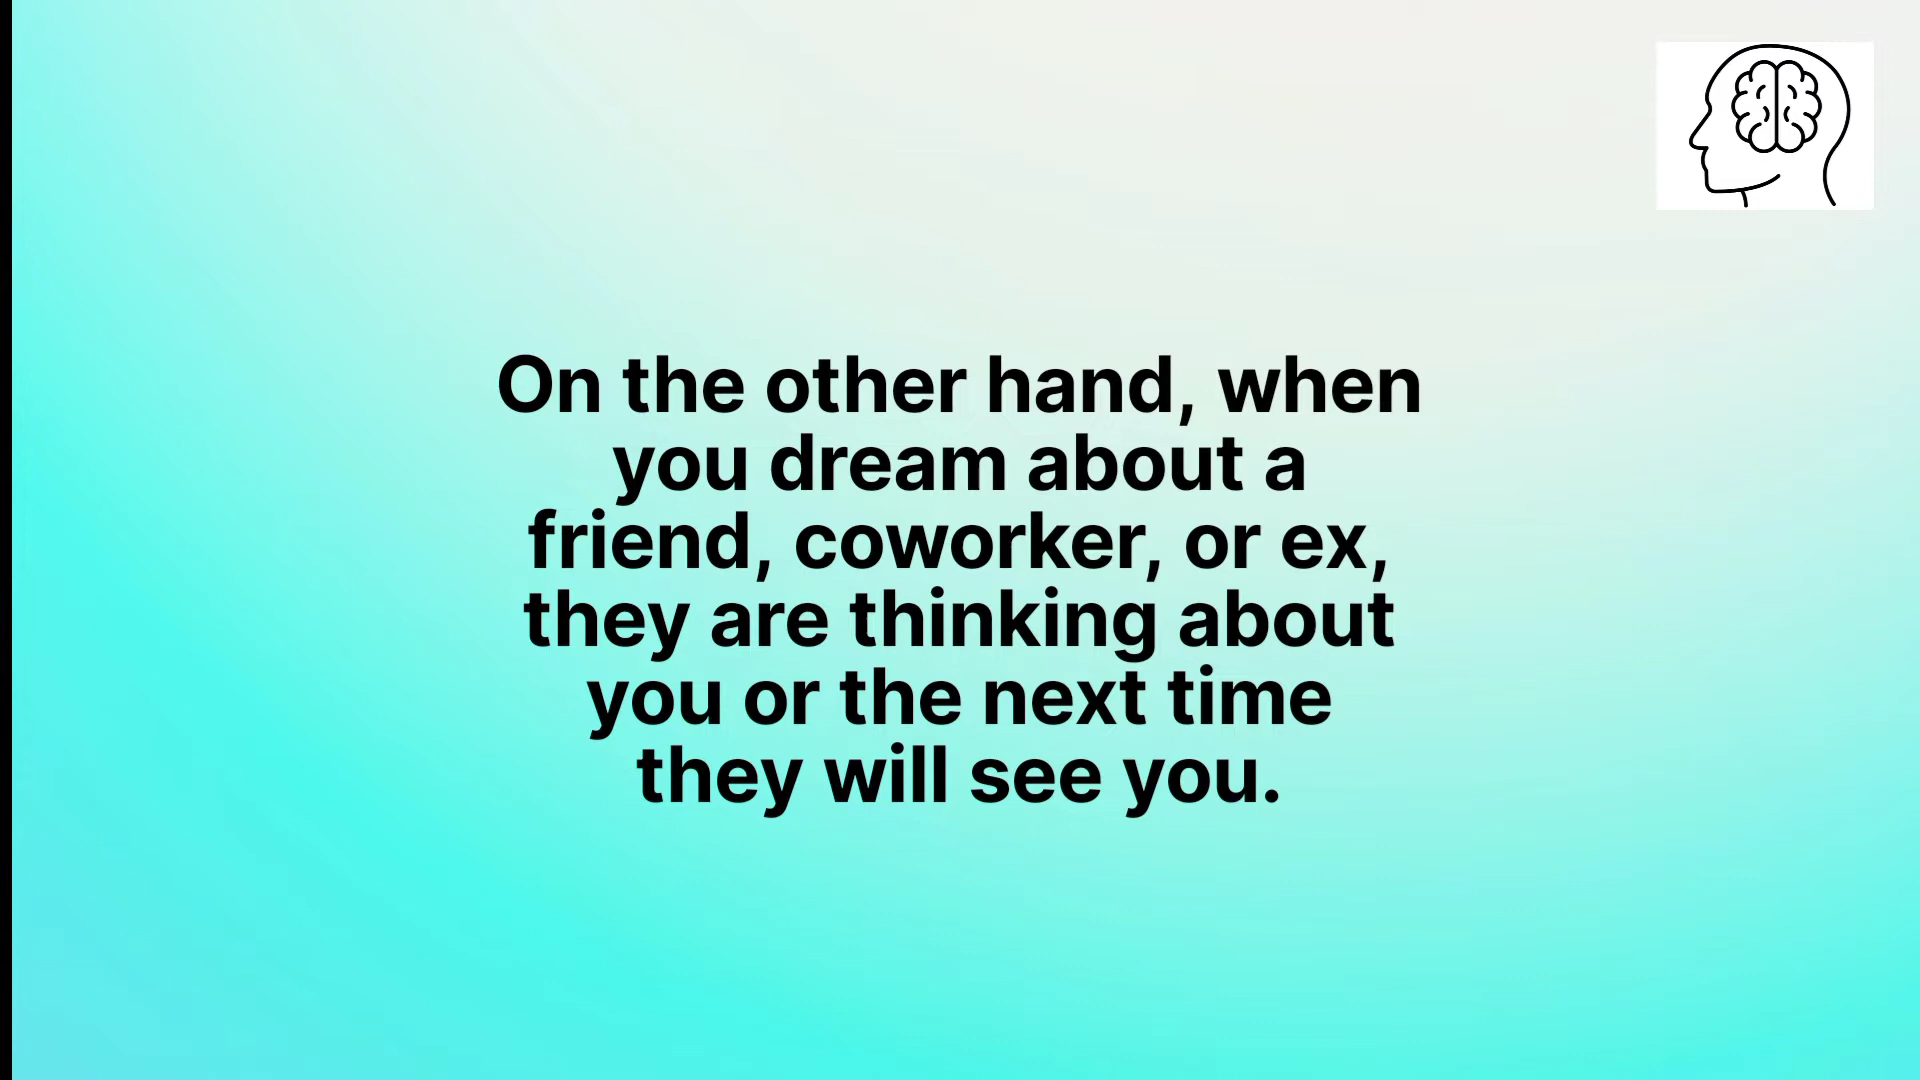 On the other hand, when
you dream about a
friend, coworker, or ex,
they are thinking about
you or the next time
they will see you.